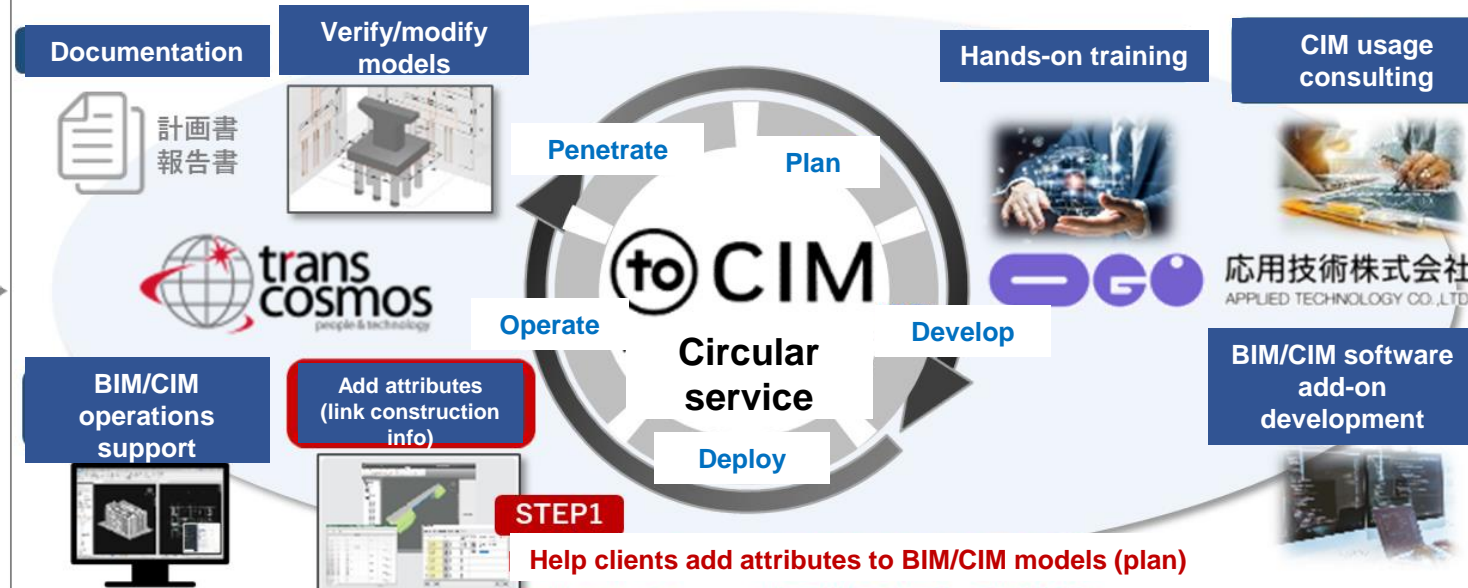 Documentation
Verify/modify
models
Hands-on training
CIM usage
consulting
計画書
報告書
Penetrate
Plan
trans
cosmos
people & technology
to CIM
OGI
応用技術株式会社
APPLIED TECHNOLOGY CO.,LTD
Operate
Develop
Circular
service
Deploy
BIM/CIM
operations
support
Add attributes
(link construction
info)
BIM/CIM software
add-on
development
STEP1
Help clients add attributes to BIM/CIM models (plan)